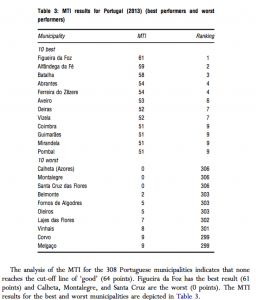 Table 3: MTI results for Portugal (2013) (best performers and worst
performers)
Municipality MTI Ranking
10 best
Figueira da Foz 61 1
Alfândega da Fé 59 2
Batalha 58 3
Abrantes 54 4
Ferreira do Zêzere 54 4
Aveiro 53 6
Oeiras 52 7
Vizela 52 7
Coimbra 51 9
Guimarães 51 9
Mirandela 51 9
Pombal 51 9
10 worst
Calheta (Azores) 0 306
Montalegre 0 306
Santa Cruz das Flores 0 306
Belmonte 2 303
Fornos de Algodres 5 303
Oleiros 5 303
Lajes das Flores 7 302
Vinhais 8 301
Corvo 9 299
Melgaço 9 299
The analysis of the MTI for the 308 Portuguese municipalities indicates that none
reaches the cut-off line of 'good' (64 points). Figueira da Foz has the best result (61
points) and Calheta, Montalegre, and Santa Cruz are the worst (0 points). The MTI
results for the best and worst municipalities are depicted in Table 3.